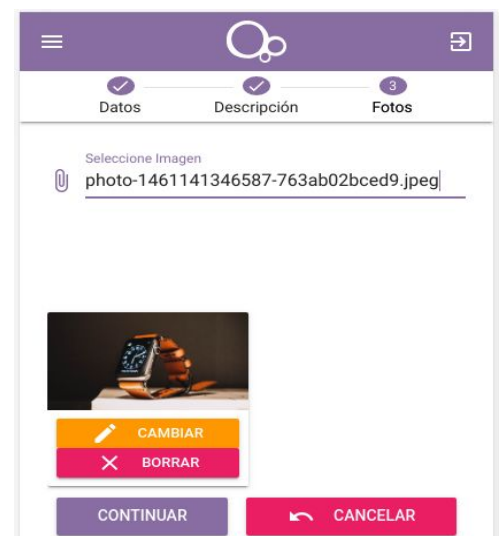 3
Datos Descripción Fotos
Seleccione Imagen
photo-1461141346587-763ab02bced9.jpeg
CAMBIAR
BORRAR
CONTINUAR CANCELAR